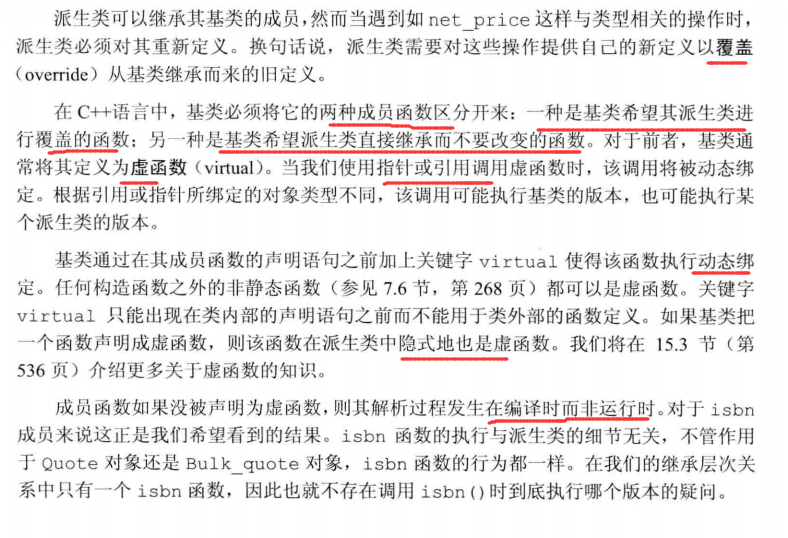 派生类可以继承其基类的成员，然而当遇到如 net_price 这样与类型相关的操作时，
派生类必须对其重新定义。换句话说，派生类需要对这些操作提供自己的新定义以覆盖
（override）从基类继承而来的旧定义。
在 C++语言中，基类必须将它的两种成员函数区分开来：一种是基类希望其派生类进
行覆盖的函数；另一种是基类希望派生类直接继承而不要改变的函数。对于前者，基类通
常将其定义为虚函数（virtual）。当我们使用指针或引用调用虚函数时，该调用将被动态绑
定。根据引用或指针所绑定的对象类型不同，该调用可能执行基类的版本，也可能执行某
个派生类的版本。
基类通过在其成员函数的声明语句之前加上关键字 virtual 使得该函数执行动态绑
定。任何构造函数之外的非静态函数（参见 7.6 节，第 268 页）都可以是虚函数。关键字
virtual 只能出现在类内部的声明语句之前而不能用于类外部的函数定义。如果基类把
一个函数声明成虚函数，则该函数在派生类中隐式地也是虚函数。我们将在 15.3 节（第
536 页）介绍更多关于虚函数的知识。
成员函数如果没被声明为虚函数，则其解析过程发生在编译时而非运行时。对于 isbn
成员来说这正是我们希望看到的结果。isbn 函数的执行与派生类的细节无关，不管作用
于 Quote 对象还是 Bulk_quote 对象，isbn 函数的行为都一样。在我们的继承层次关
系中只有一个 isbn 函数，因此也就不存在调用 isbn()时到底执行哪个版本的疑问。